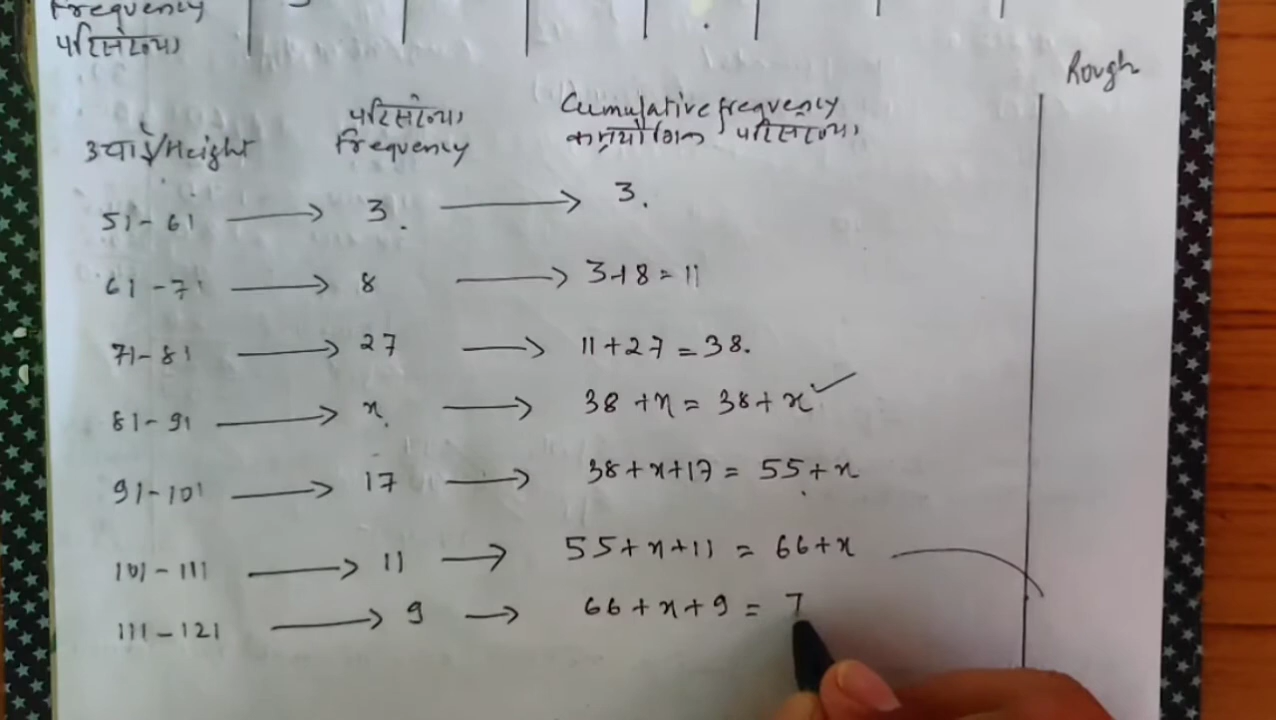 Frequency
परिसंख्या
Rough
ऊंचाई/Height
परिसंख्या
Frequency
Cumulative frequency
परिसंख्या
51-61 → 3. → 3.
61-71 → 8 → 3+8=11
71-81 → 27 → 11+27=38.
81-91 → x → 38+x=38+x ✓
91-101 → 17 → 38+x+17=55+x
101-111 → 11 → 55+x+11=66+x
111-121 → 9 → 66+x+9=7